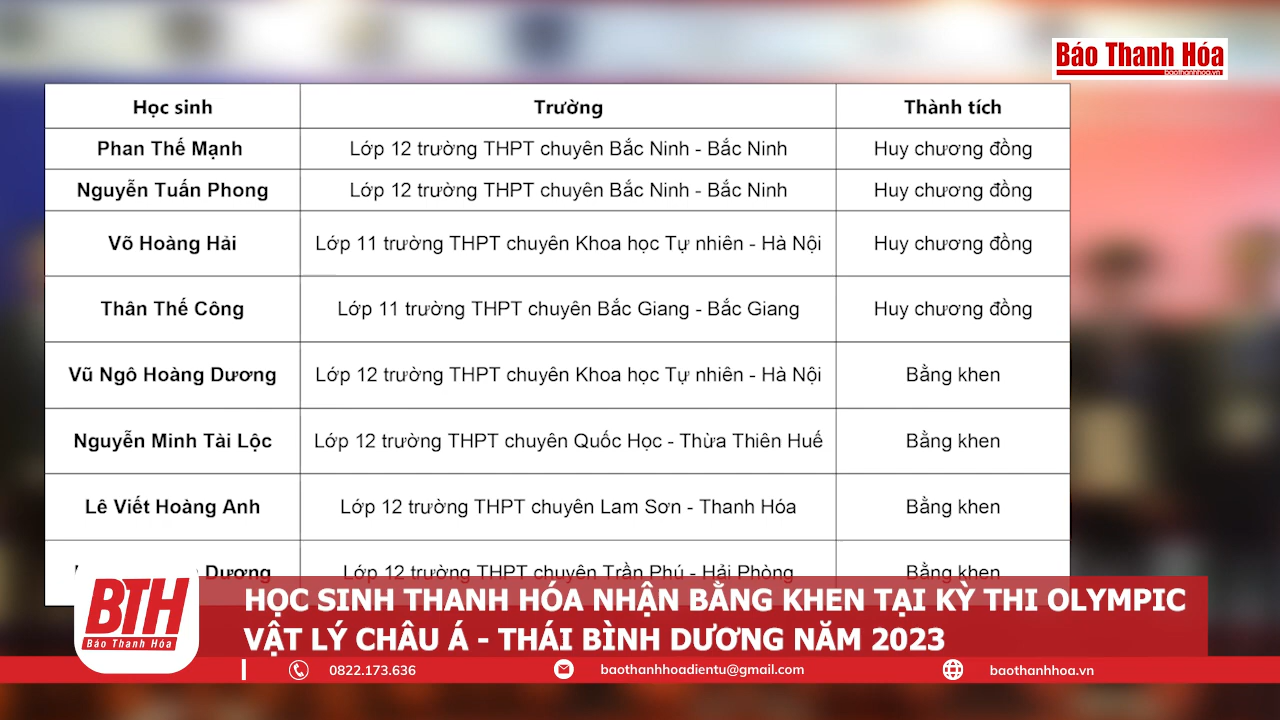 Báo Thanh Hóa
baothanhhoa.vn
Học sinh Trường Thành tích
Phan Thế Mạnh Lớp 12 trường THPT chuyên Bắc Ninh - Bắc Ninh Huy chương đồng
Nguyễn Tuấn Phong Lớp 12 trường THPT chuyên Bắc Ninh - Bắc Ninh Huy chương đồng
Võ Hoàng Hải Lớp 11 trường THPT chuyên Khoa học Tự nhiên - Hà Nội Huy chương đồng
Thân Thế Công Lớp 11 trường THPT chuyên Bắc Giang - Bắc Giang Huy chương đồng
Vũ Ngô Hoàng Dương Lớp 12 trường THPT chuyên Khoa học Tự nhiên - Hà Nội Bằng khen
Nguyễn Minh Tài Lộc Lớp 12 trường THPT chuyên Quốc Học - Thừa Thiên Huế Bằng khen
Lê Viết Hoàng Anh Lớp 12 trường THPT chuyên Lam Sơn - Thanh Hóa Bằng khen
Dương Lớp 12 trường THPT chuyên Trần Phú - Hải Phòng Bằng khen
BTH
Báo Thanh Hóa
HỌC SINH THANH HÓA NHẬN BẰNG KHEN TẠI KỲ THI OLYMPIC
VẬT LÝ CHÂU Á - THÁI BÌNH DƯƠNG NĂM 2023
0822.173.636 baothanhhoadientu@gmail.com baothanhhoa.vn